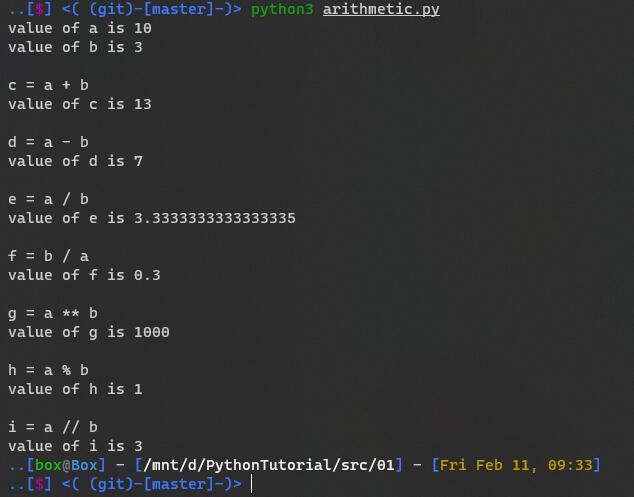 ..[$] <( (git)-[master]-)> python3 arithmetic.py
value of a is 10
value of b is 3

c = a + b
value of c is 13

d = a - b
value of d is 7

e = a / b
value of e is 3.3333333333333335

f = b / a
value of f is 0.3

g = a ** b
value of g is 1000

h = a % b
value of h is 1

i = a // b
value of i is 3
..[box@Box] - [/mnt/d/PythonTutorial/src/01] - [Fri Feb 11, 09:33]
..[$] <( (git)-[master]-)>